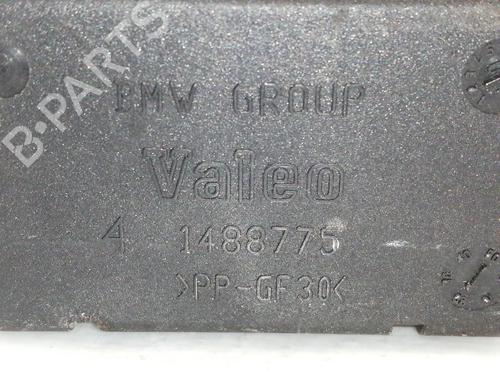 B-PARTS
BMW GROUP
Valeo
4 1488775
>PP-GF30<